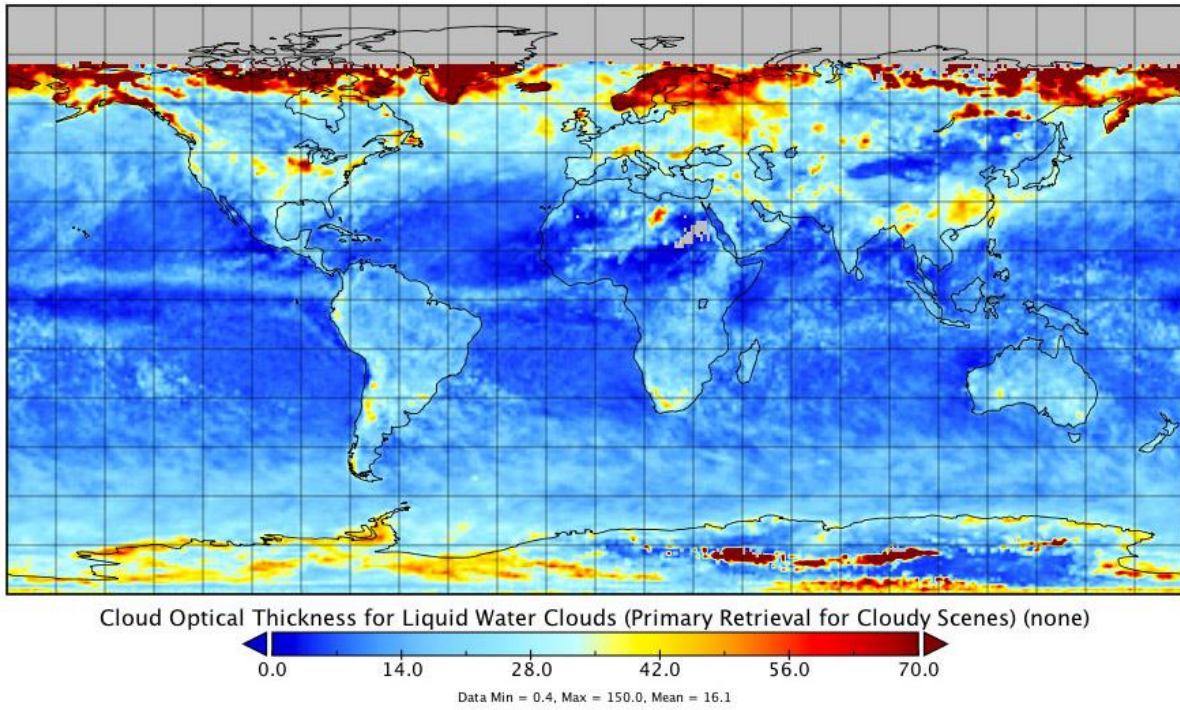 Cloud Optical Thickness for Liquid Water Clouds (Primary Retrieval for Cloudy Scenes) (none)
0.0 14.0 28.0 42.0 56.0 70.0
Data Min = 0.4, Max = 150.0, Mean = 16.1